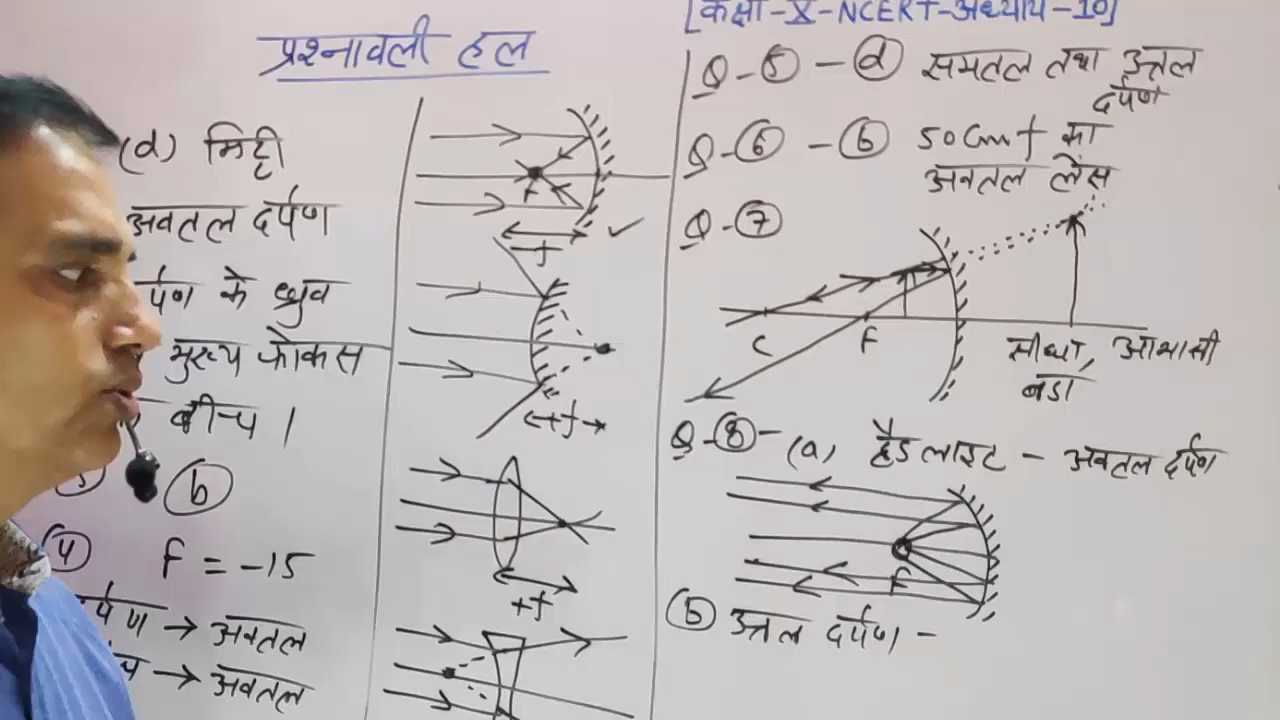 प्रश्नावली हल
(d) मिट्टी
अवतल दर्पण
र्पण के ध्रुव
मुख्य फोकस
बीच।
(b)
(4) f = -15
र्पण → अवतल
→ अवतल
F
-f
+f
+f
[कक्षा-X-NCERT-अध्याय-10]
Q-(5) - (d) समतल तथा उत्तल
दर्पण
Q-(6) - (b) 50cm f का
अवतल लेंस
Q-(7)
C F
सीधा, आभासी
बडा
Q-(8)- (a) हैडलाइट - अवतल दर्पण
F
(b) उत्तल दर्पण -